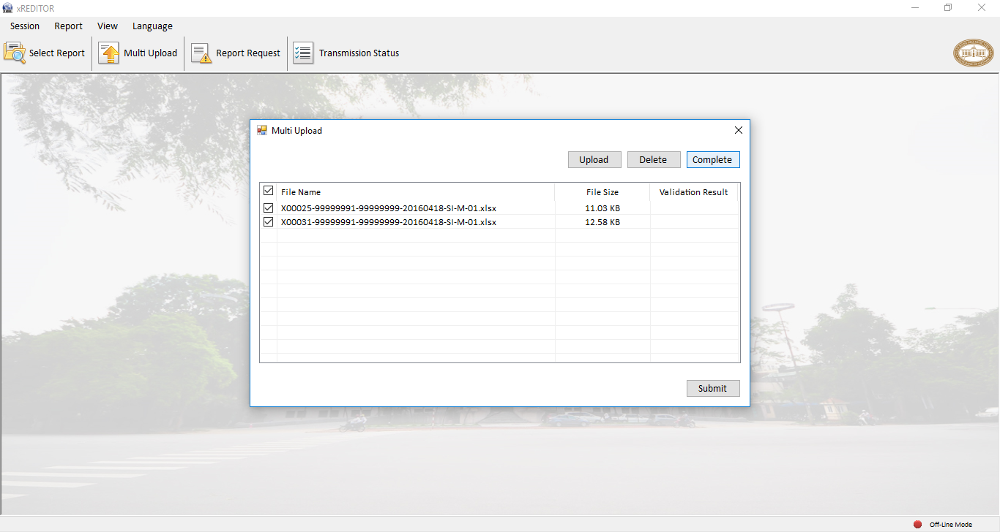 xREDITOR
Session Report View Language
Select Report Multi Upload Report Request Transmission Status
Multi Upload
Upload Delete Complete
File Name File Size Validation Result
X00025-99999991-99999999-20160418-SI-M-01.xlsx 11.03 KB
X00031-99999991-99999999-20160418-SI-M-01.xlsx 12.58 KB
Submit
Off-Line Mode